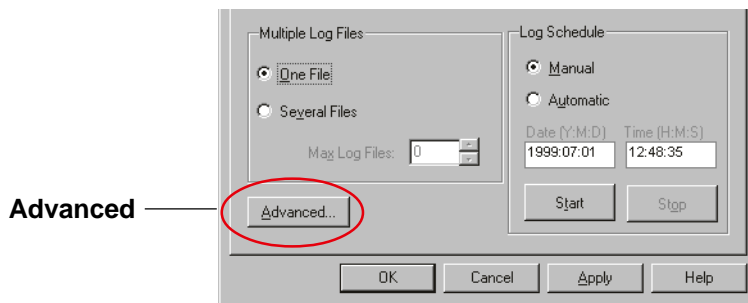 Multiple Log Files
One File
Several Files
Max Log Files: 0
Advanced
Advanced...
Log Schedule
Manual
Automatic
Date (Y:M:D) Time (H:M:S)
1999:07:01 12:48:35
Start Stop
OK Cancel Apply Help